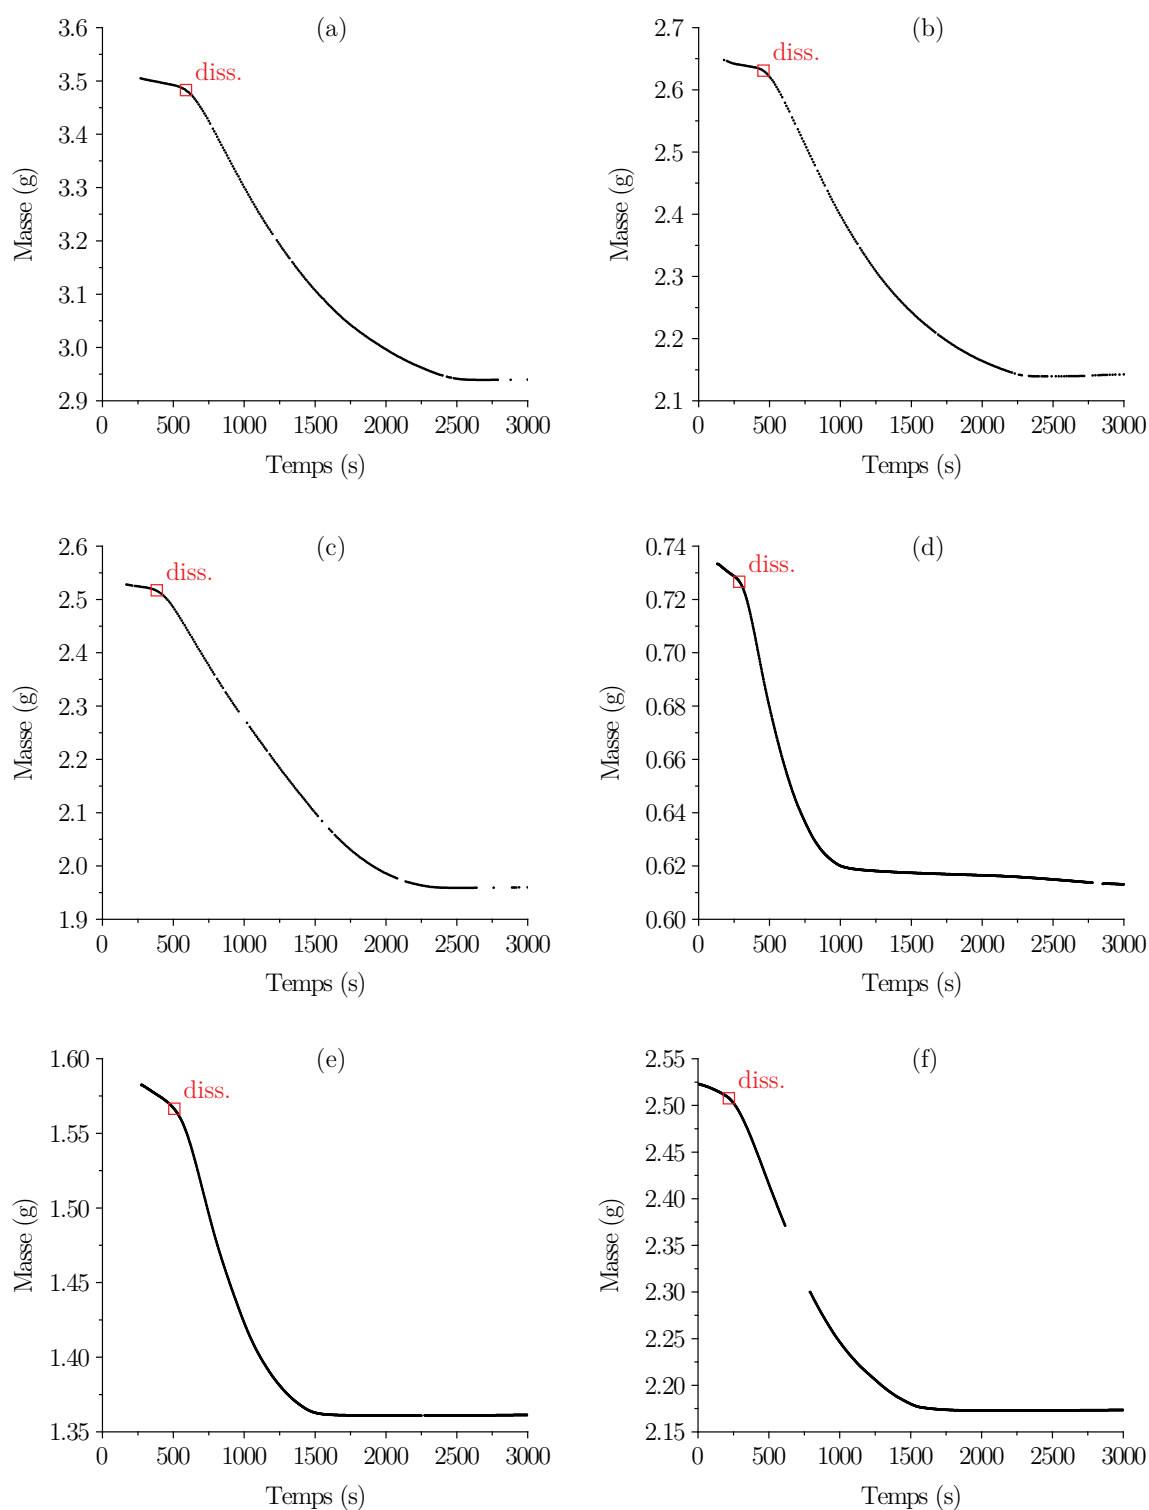 (a)
3.6
3.5
3.4
3.3
3.2
3.1
3.0
2.9
diss.
Masse (g)
0 500 1000 1500 2000 2500 3000
Temps (s)
(b)
2.7
2.6
2.5
2.4
2.3
2.2
2.1
diss.
Masse (g)
0 500 1000 1500 2000 2500 3000
Temps (s)
(c)
2.6
2.5
2.4
2.3
2.2
2.1
2.0
1.9
diss.
Masse (g)
0 500 1000 1500 2000 2500 3000
Temps (s)
(d)
0.74
0.72
0.70
0.68
0.66
0.64
0.62
0.60
diss.
Masse (g)
0 500 1000 1500 2000 2500 3000
Temps (s)
(e)
1.60
1.55
1.50
1.45
1.40
1.35
diss.
Masse (g)
0 500 1000 1500 2000 2500 3000
Temps (s)
(f)
2.55
2.50
2.45
2.40
2.35
2.30
2.25
2.20
2.15
diss.
Masse (g)
0 500 1000 1500 2000 2500 3000
Temps (s)